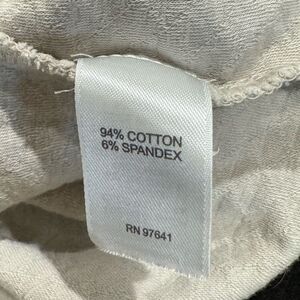 94% COTTON
6% SPANDEX
RN 97641